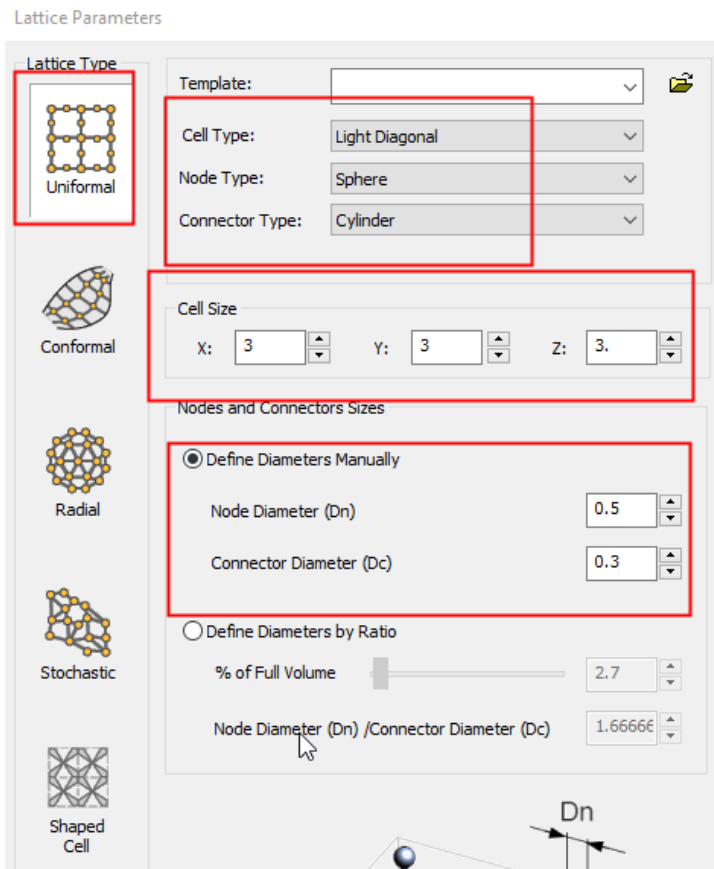 Lattice Parameters
Lattice Type
Uniformal
Conformal
Radial
Stochastic
Shaped
Cell
Template:
Cell Type: Light Diagonal
Node Type: Sphere
Connector Type: Cylinder
Cell Size
X: 3 Y: 3 Z: 3.
Nodes and Connectors Sizes
Define Diameters Manually
Node Diameter (Dn) 0.5
Connector Diameter (Dc) 0.3
Define Diameters by Ratio
% of Full Volume 2.7
Node Diameter (Dn) /Connector Diameter (Dc) 1.66666
Dn